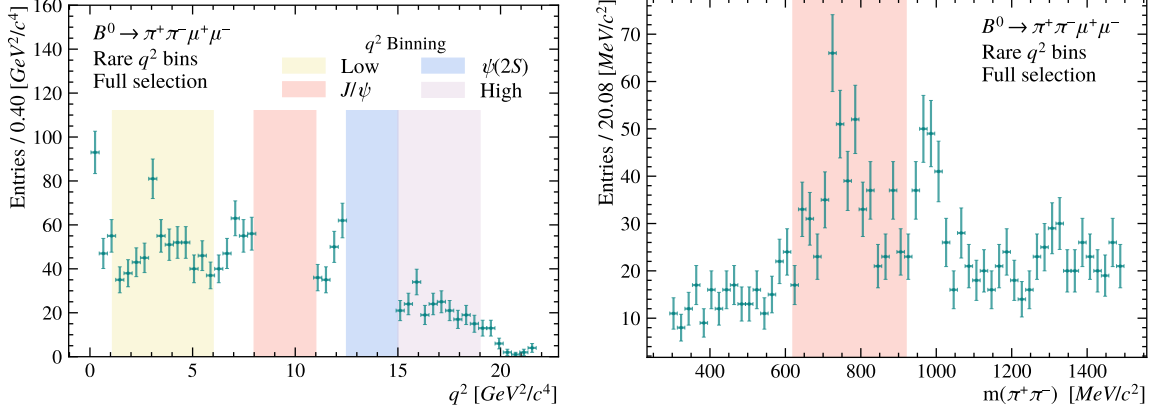 B⁰ → π⁺π⁻μ⁺μ⁻
Rare q² bins
Full selection
q² Binning
Low
J/ψ
ψ(2S)
High
Entries / 0.40 [GeV²/c⁴]
160
140
120
100
80
60
40
20
0
0 5 10 15 20
q² [GeV²/c⁴]
B⁰ → π⁺π⁻μ⁺μ⁻
Rare q² bins
Full selection
Entries / 20.08 [MeV/c²]
70
60
50
40
30
20
10
400 600 800 1000 1200 1400
m(π⁺π⁻) [MeV/c²]